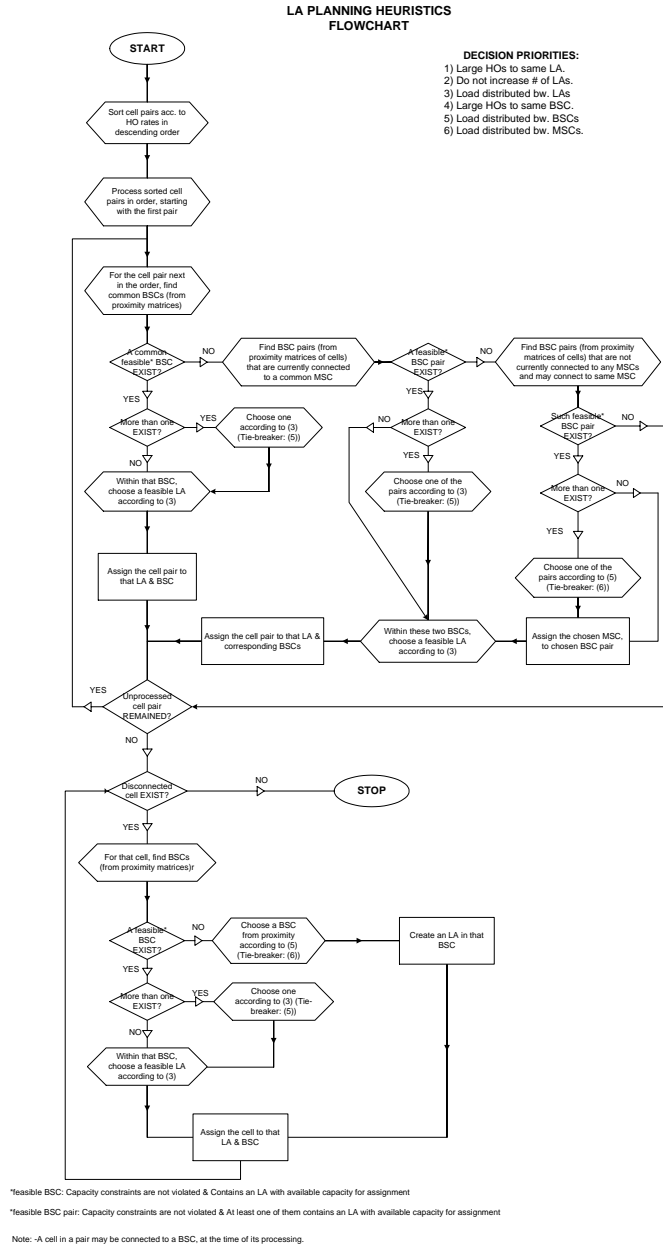 LA PLANNING HEURISTICS
FLOWCHART
START
DECISION PRIORITIES:
1) Large HOs to same LA.
2) Do not increase # of LAs.
3) Load distributed bw. LAs
4) Large HOs to same BSC.
5) Load distributed bw. BSCs
6) Load distributed bw. MSCs.
Sort cell pairs acc. to
HO rates in
descending order
Process sorted cell
pairs in order, starting
with the first pair
For the cell pair next
in the order, find
common BSCs (from
proximity matrices)
A common
feasible* BSC
EXIST?
NO
Find BSC pairs (from
proximity matrices of cells)
that are currently connected
to a common MSC
A feasible*
BSC pair
EXIST?
NO
Find BSC pairs (from proximity
matrices of cells) that are not
currently connected to any MSCs
and may connect to same MSC
YES
YES
YES
More than one
EXIST?
YES
Choose one
according to (3)
(Tie-breaker: (5))
NO
More than one
EXIST?
Such feasible*
BSC pair
EXIST?
NO
NO
Within that BSC,
choose a feasible LA
according to (3)
YES
Choose one of the
pairs according to (3)
(Tie-breaker: (5))
YES
More than one
EXIST?
NO
YES
Assign the cell pair to
that LA & BSC
Choose one of the
pairs according to (5)
(Tie-breaker: (6))
Assign the cell pair to that LA &
corresponding BSCs
Within these two BSCs,
choose a feasible LA
according to (3)
Assign the chosen MSC,
to chosen BSC pair
YES
Unprocessed
cell pair
REMAINED?
NO
Disconnected
cell EXIST?
NO
STOP
YES
For that cell, find BSCs
(from proximity matrices)r
A feasible*
BSC
EXIST?
NO
Choose a BSC
from proximity
according to (5)
(Tie-breaker: (6))
Create an LA in that
BSC
YES
More than one
EXIST?
YES
Choose one
according to (3) (Tie-
breaker: (5))
NO
Within that BSC,
choose a feasible LA
according to (3)
Assign the cell to that
LA & BSC
*feasible BSC: Capacity constraints are not violated & Contains an LA with available capacity for assignment
*feasible BSC pair: Capacity constraints are not violated & At least one of them contains an LA with available capacity for assignment
Note: -A cell in a pair may be connected to a BSC, at the time of its processing.